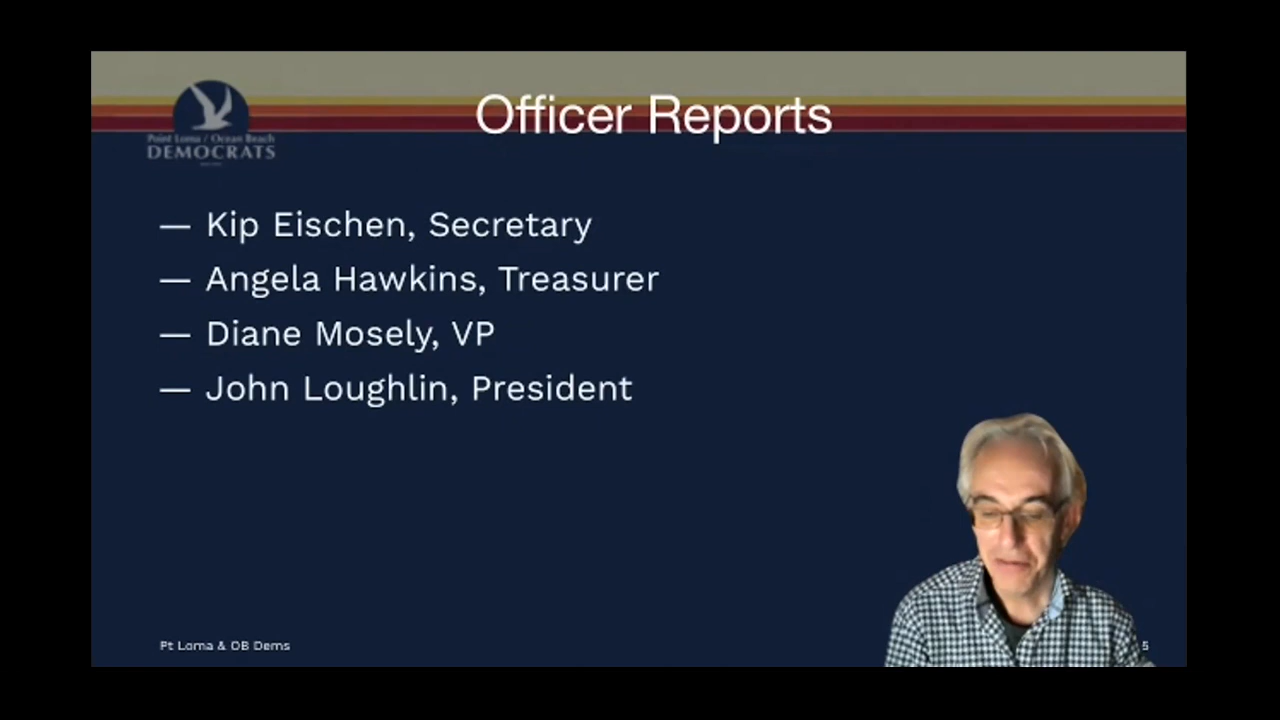 Officer Reports
Point Loma / Ocean Beach
DEMOCRATS
— Kip Eischen, Secretary
— Angela Hawkins, Treasurer
— Diane Mosely, VP
— John Loughlin, President
Pt Loma & OB Dems
5